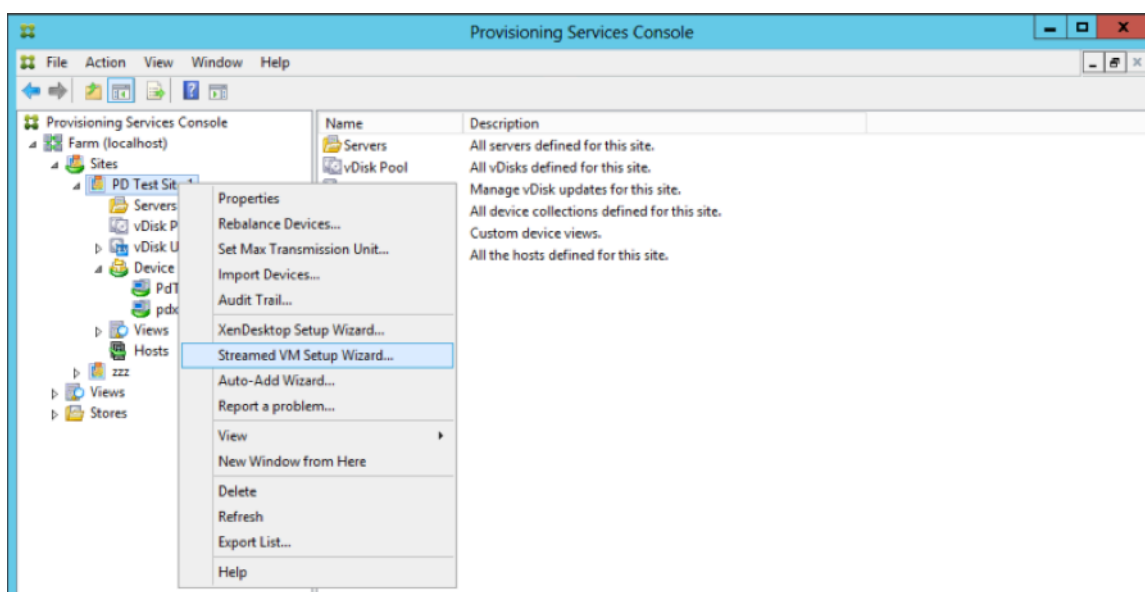 Provisioning Services Console
File Action View Window Help
Provisioning Services Console
Farm (localhost)
Sites
PD Test
Servers
vDisk
vDisk
Device
Views
Hosts
zzz
Views
Stores
Name Description
Servers All servers defined for this site.
vDisk Pool All vDisks defined for this site.
Manage vDisk updates for this site.
All device collections defined for this site.
Custom device views.
All the hosts defined for this site.
Properties
Rebalance Devices...
Set Max Transmission Unit...
Import Devices...
Audit Trail...
XenDesktop Setup Wizard...
Streamed VM Setup Wizard...
Auto-Add Wizard...
Report a problem...
View
New Window from Here
Delete
Refresh
Export List...
Help